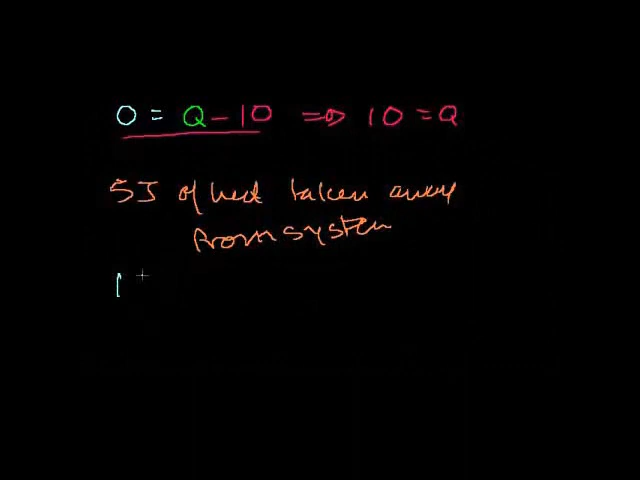 0 = Q - 10 => 10 = Q
5J of heat taken away
from system